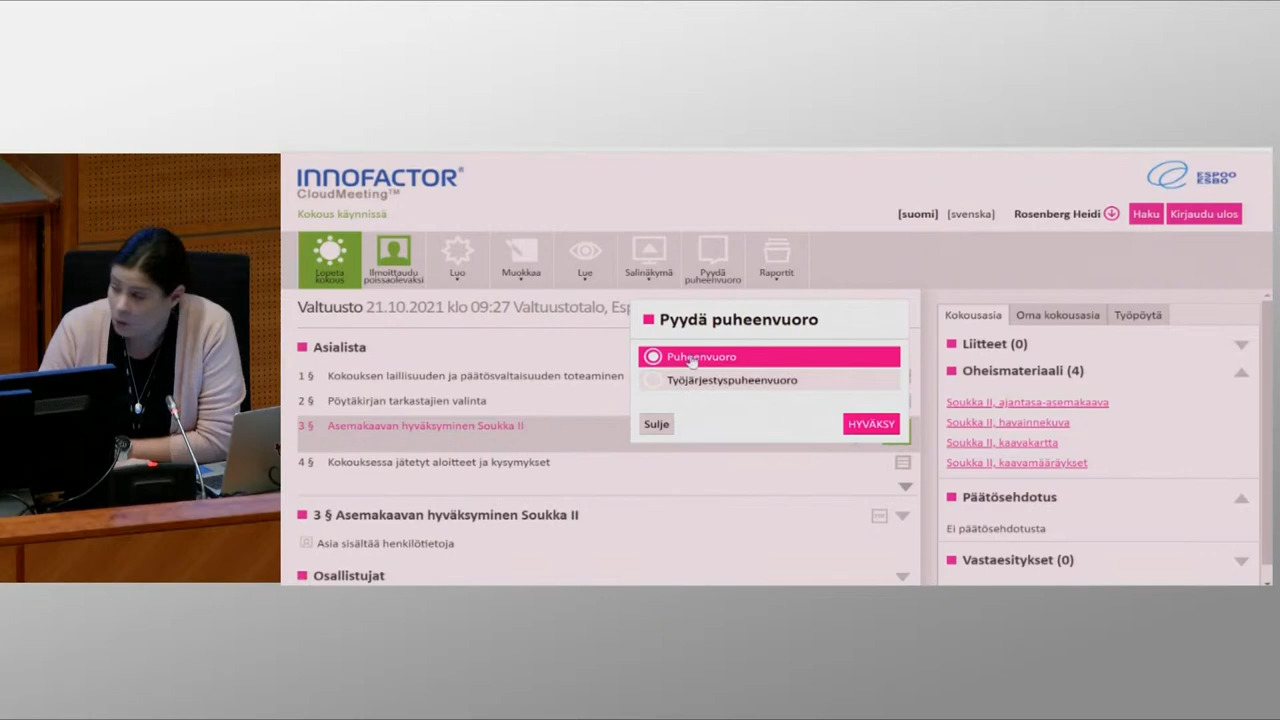 INNOFACTOR®
CloudMeeting™
Kokous käynnissä
ESPOO
ESBO
[suomi] [svenska] Rosenberg Heidi Haku Kirjaudu ulos
Lopeta kokous
Ilmoittaudu poissaolevaksi
Luo
Muokkaa
Lue
Salinäkymä
Pyydä puheenvuoro
Raportit
Valtuusto 21.10.2021 klo 09:27 Valtuustotalo,
Asialista
1 § Kokouksen laillisuuden ja päätösvaltaisuuden toteaminen
2 § Pöytäkirjan tarkastajien valinta
3 § Asemakaavan hyväksyminen Soukka II
4 § Kokouksessa jätetyt aloitteet ja kysymykset
3 § Asemakaavan hyväksyminen Soukka II
Asia sisältää henkilötietoja
Osallistujat
Pyydä puheenvuoro
Puheenvuoro
Työjärjestyspuheenvuoro
Sulje HYVÄKSY
Kokousasia Oma kokousasia Työpöytä
Liitteet (0)
Oheismateriaali (4)
Soukka II, ajantasa-asemakaava
Soukka II, havainnekuva
Soukka II, kaavakartta
Soukka II, kaavamääräykset
Päätösehdotus
Ei päätösehdotusta
Vastaesitykset (0)